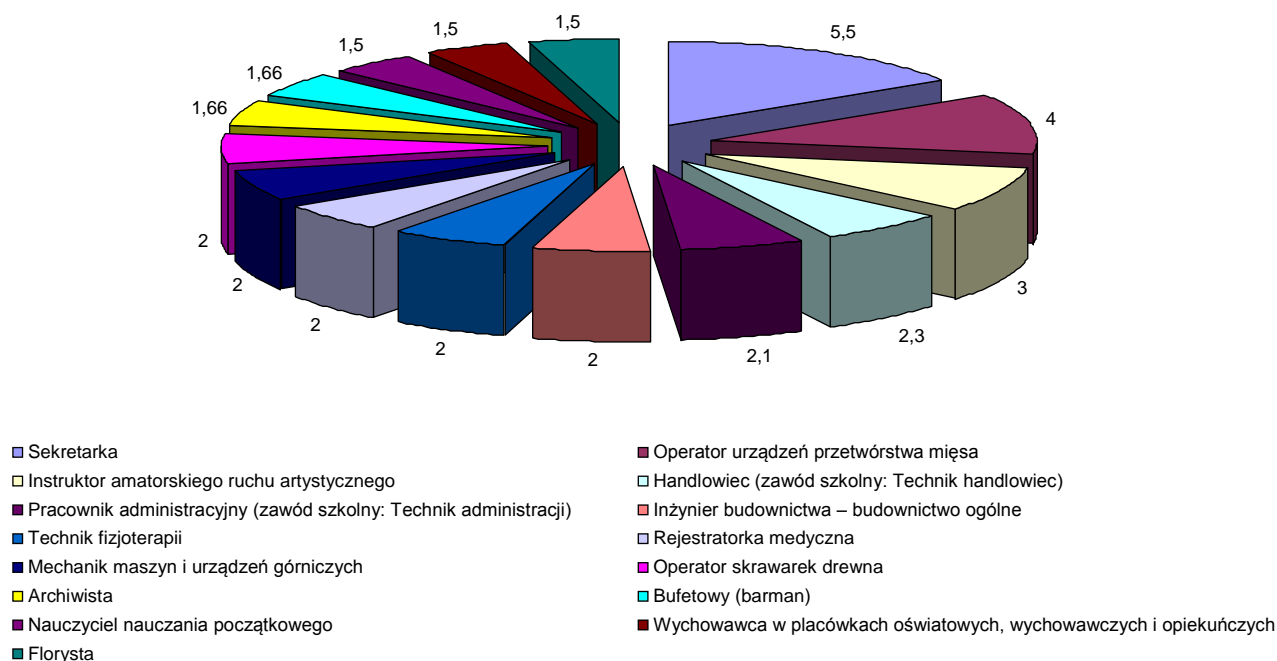 1,5
1,5
1,5
5,5
1,66
1,66
4
2
2
3
2
2,3
2
2,1
2
Sekretarka
Operator urządzeń przetwórstwa mięsa
Instruktor amatorskiego ruchu artystycznego
Handlowiec (zawód szkolny: Technik handlowiec)
Pracownik administracyjny (zawód szkolny: Technik administracji)
Inżynier budownictwa – budownictwo ogólne
Technik fizjoterapii
Rejestratorka medyczna
Mechanik maszyn i urządzeń górniczych
Operator skrawarek drewna
Archiwista
Bufetowy (barman)
Nauczyciel nauczania początkowego
Wychowawca w placówkach oświatowych, wychowawczych i opiekuńczych
Florysta